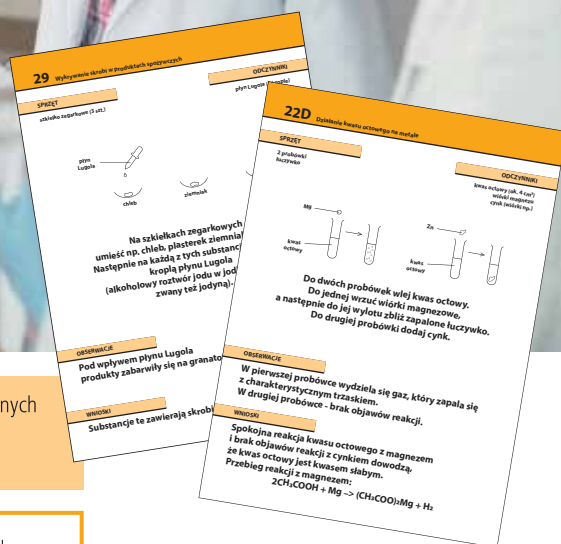 29 Wykrywanie skrobi w produktach spożywczych
SPRZĘT
ODCZYNNIKI
szkiełko zegarkowe (3 szt.)
płyn Lugola
płyn
Lugola
chleb
ziemniak
Na szkiełkach zegarkowych
umieść np. chleb, plasterek
Następnie na każdą z tych
kroplą płynu Lugola
(alkoholowy roztwór jodu w
zwany też jodyną).
OBSERWACJE
Pod wpływem płynu Lugola
produkty zabarwiły się na
WNIOSKI
Substancje te zawierają
22D Działanie kwasu octowego na metale
SPRZĘT
ODCZYNNIKI
2 probówki
łuczywko
kwas octowy (ok. 4 cm³)
wiórki magnezu
cynk (wiórki np.)
Mg
Zn
kwas
octowy
kwas
octowy
Do dwóch probówek wlej kwas octowy.
Do jednej wrzuć wiórki magnezowe,
a następnie do jej wylotu zbliż zapalone łuczywko.
Do drugiej probówki dodaj cynk.
OBSERWACJE
W pierwszej probówce wydziela się gaz, który zapala się
z charakterystycznym trzaskiem.
W drugiej probówce - brak objawów reakcji.
WNIOSKI
Spokojna reakcja kwasu octowego z magnezem
i brak objawów reakcji z cynkiem dowodzą,
że kwas octowy jest kwasem słabym.
Przebieg reakcji z magnezem:
2CH₃COOH + Mg –> (CH₃COO)₂Mg + H₂
nych